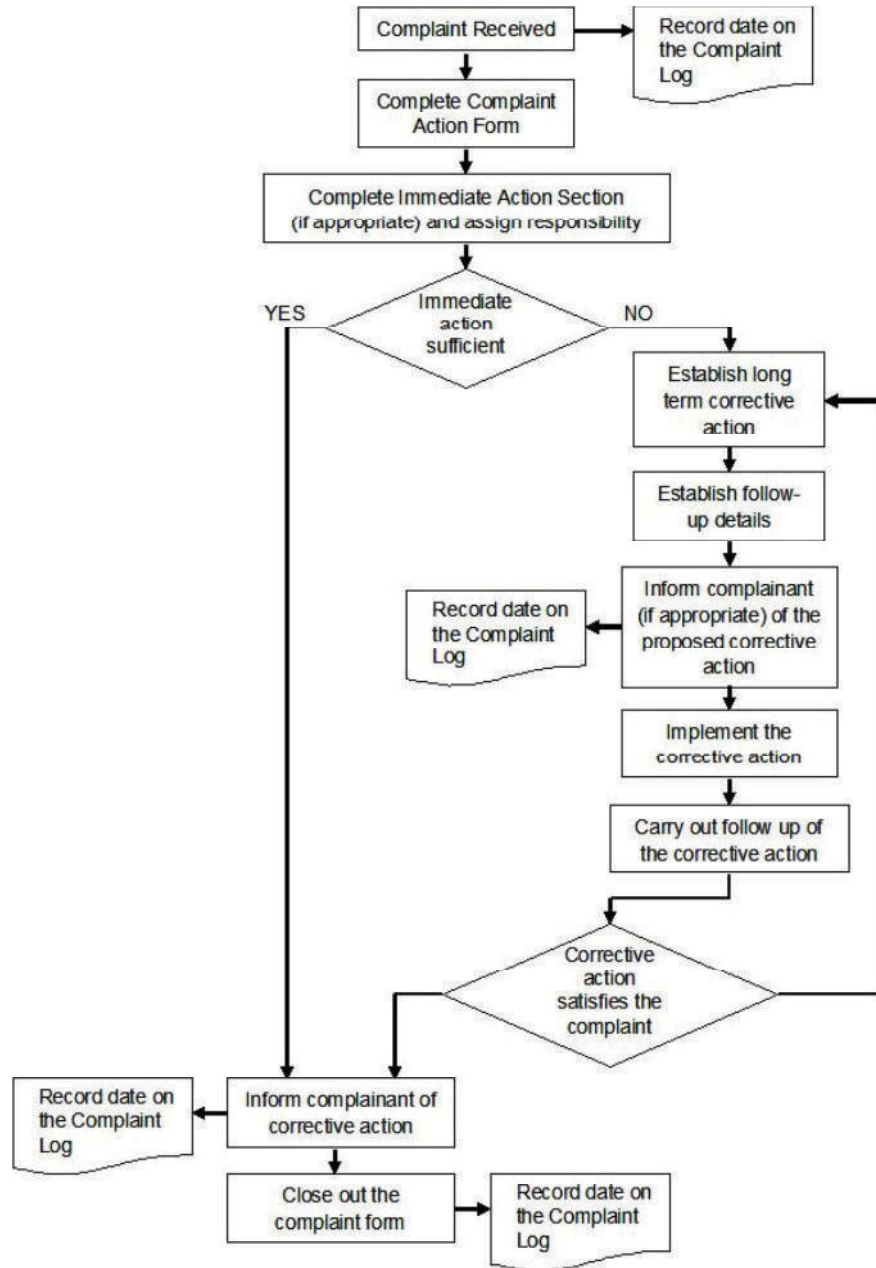 Complaint Received
Record date on
the Complaint
Log
Complete Complaint
Action Form
Complete Immediate Action Section
(if appropriate) and assign responsibility
YES
Immediate
action
sufficient
NO
Establish long
term corrective
action
Establish follow-
up details
Record date on
the Complaint
Log
Inform complainant
(if appropriate) of the
proposed corrective
action
Implement the
corrective action
Carry out follow up of
the corrective action
Corrective
action
satisfies the
complaint
Record date on
the Complaint
Log
Inform complainant of
corrective action
Close out the
complaint form
Record date on
the Complaint
Log